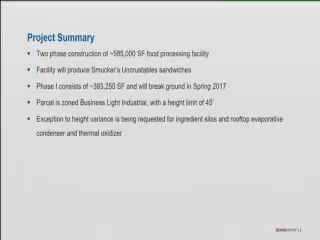 Project Summary
▪ Two phase construction of ~585,000 SF food processing facility
▪ Facility will produce Smucker's Uncrustables sandwiches
▪ Phase I consists of ~393,250 SF and will break ground in Spring 2017
▪ Parcel is zoned Business Light Industrial, with a height limit of 45'
▪ Exception to height variance is being requested for ingredient silos and rooftop evaporative
condenser and thermal oxidizer